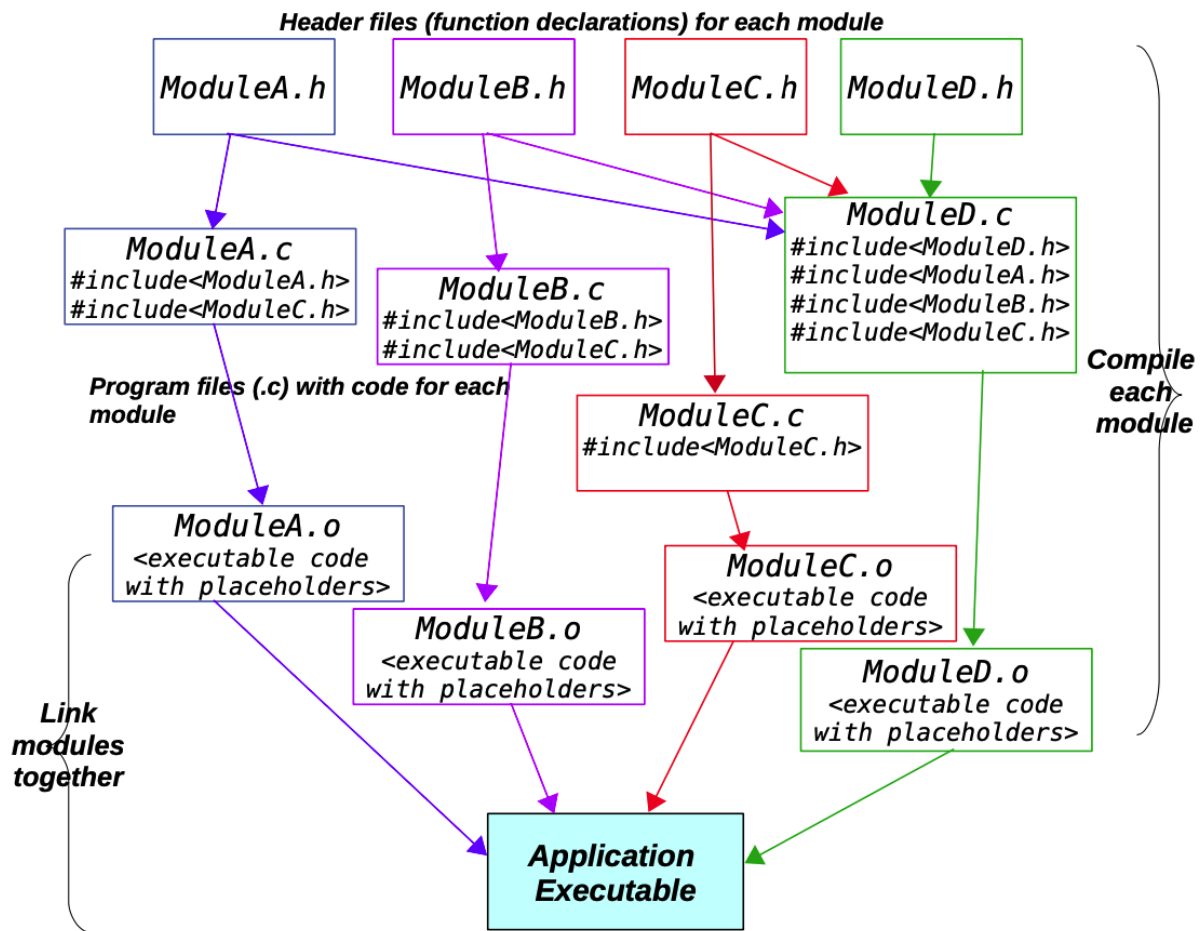 Header files (function declarations) for each module
ModuleA.h
ModuleB.h
ModuleC.h
ModuleD.h
ModuleA.c
#include<ModuleA.h>
#include<ModuleC.h>
ModuleB.c
#include<ModuleB.h>
#include<ModuleC.h>
ModuleD.c
#include<ModuleD.h>
#include<ModuleA.h>
#include<ModuleB.h>
#include<ModuleC.h>
Program files (.c) with code for each
module
ModuleC.c
#include<ModuleC.h>
Compile
each
module
ModuleA.o
<executable code
with placeholders>
ModuleB.o
<executable code
with placeholders>
ModuleC.o
<executable code
with placeholders>
ModuleD.o
<executable code
with placeholders>
Link
modules
together
Application
Executable